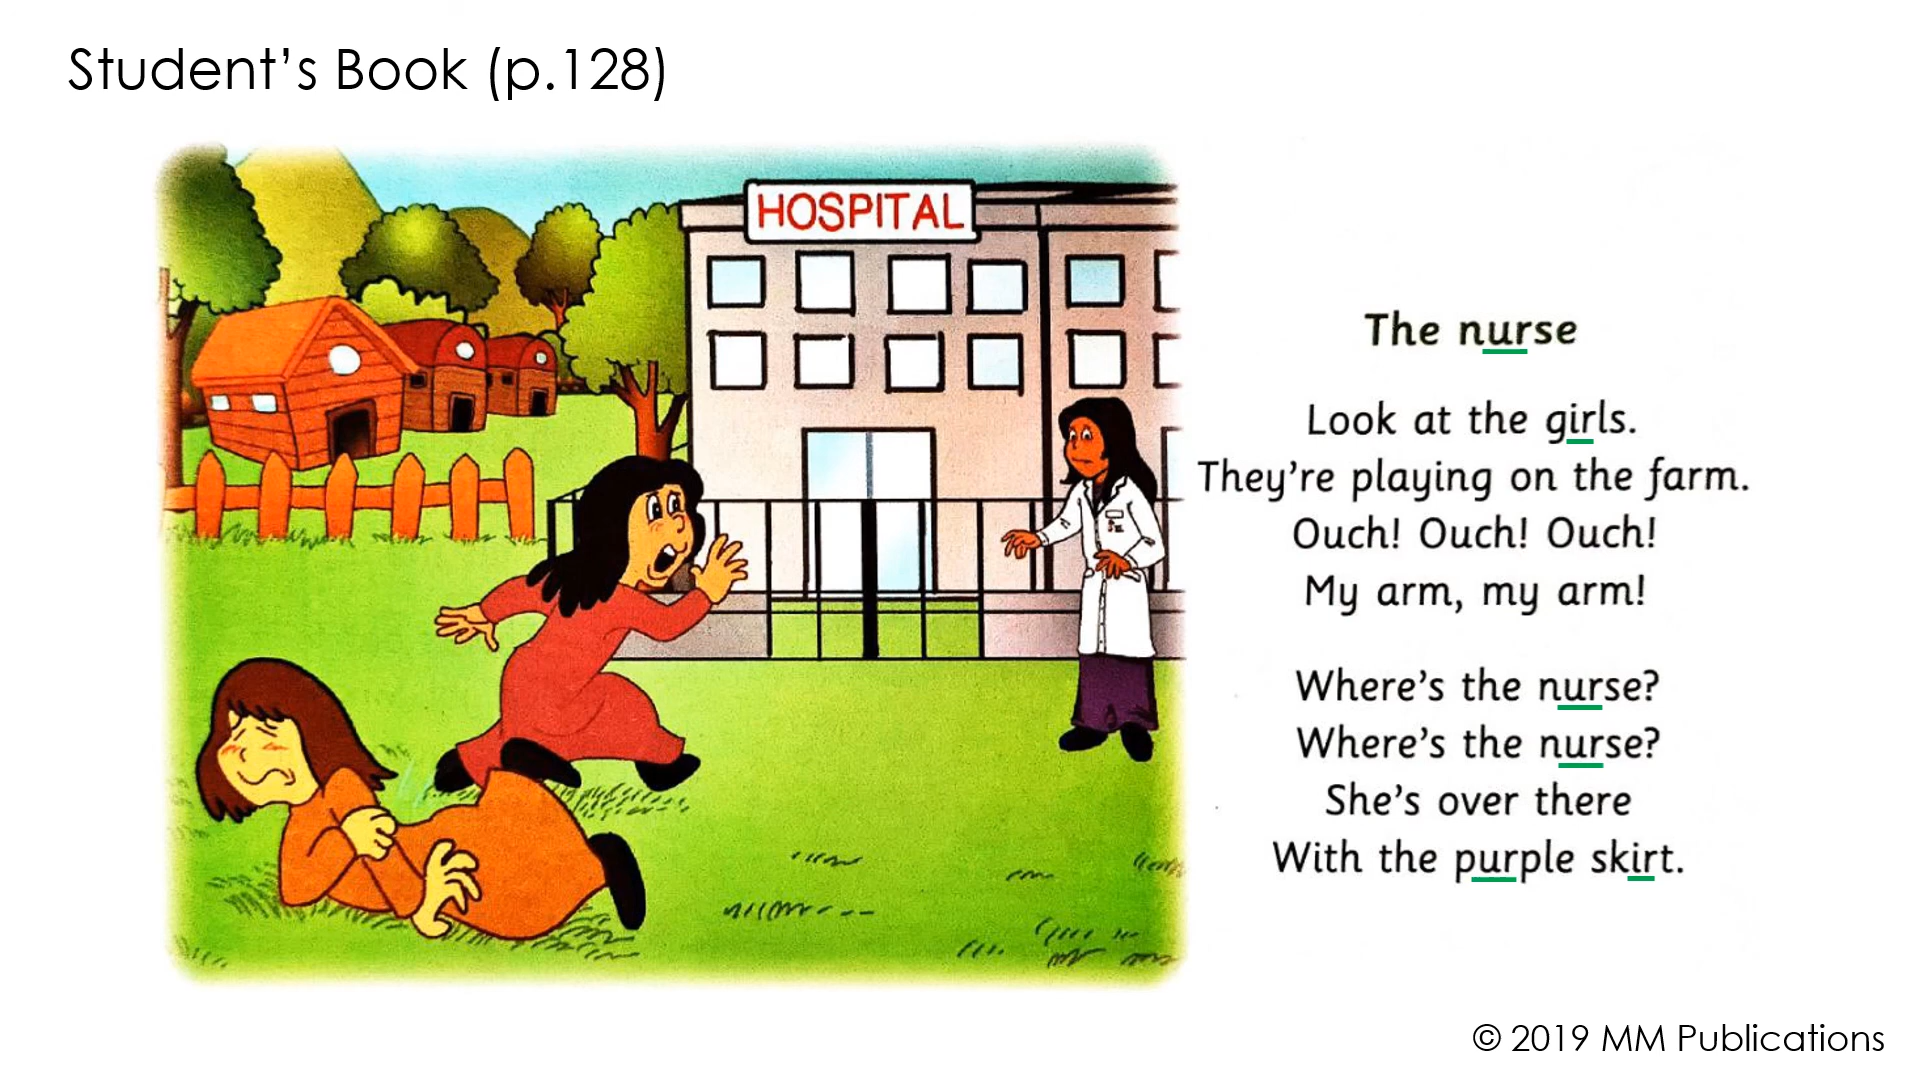 Student’s Book (p.128)
HOSPITAL
The nurse
Look at the girls.
They’re playing on the farm.
Ouch! Ouch! Ouch!
My arm, my arm!
Where’s the nurse?
Where’s the nurse?
She’s over there
With the purple skirt.
© 2019 MM Publications